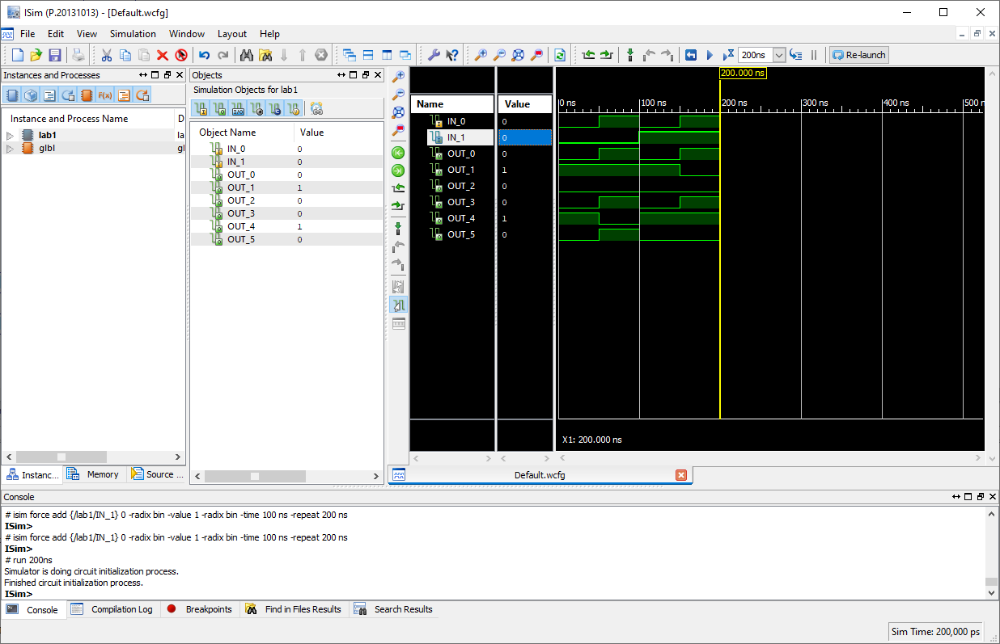 ISim (P.20131013) - [Default.wcfg]
File Edit View Simulation Window Layout Help
200ns Re-launch
Instances and Processes
Instance and Process Name D
lab1 la
glbl gl
Instanc... Memory Source ...
Objects
Simulation Objects for lab1
Object Name Value
IN_0 0
IN_1 0
OUT_0 0
OUT_1 1
OUT_2 0
OUT_3 0
OUT_4 1
OUT_5 0
200.000 ns
Name Value 0 ns 100 ns 200 ns 300 ns 400 ns 500 n
IN_0 0
IN_1 0
OUT_0 0
OUT_1 1
OUT_2 0
OUT_3 0
OUT_4 1
OUT_5 0
X1: 200.000 ns
Default.wcfg
Console
# isim force add {/lab1/IN_1} 0 -radix bin -value 1 -radix bin -time 100 ns -repeat 200 ns
ISim>
# isim force add {/lab1/IN_1} 0 -radix bin -value 1 -radix bin -time 100 ns -repeat 200 ns
ISim>
# run 200ns
Simulator is doing circuit initialization process.
Finished circuit initialization process.
ISim>
Console Compilation Log Breakpoints Find in Files Results Search Results
Sim Time: 200,000 ps